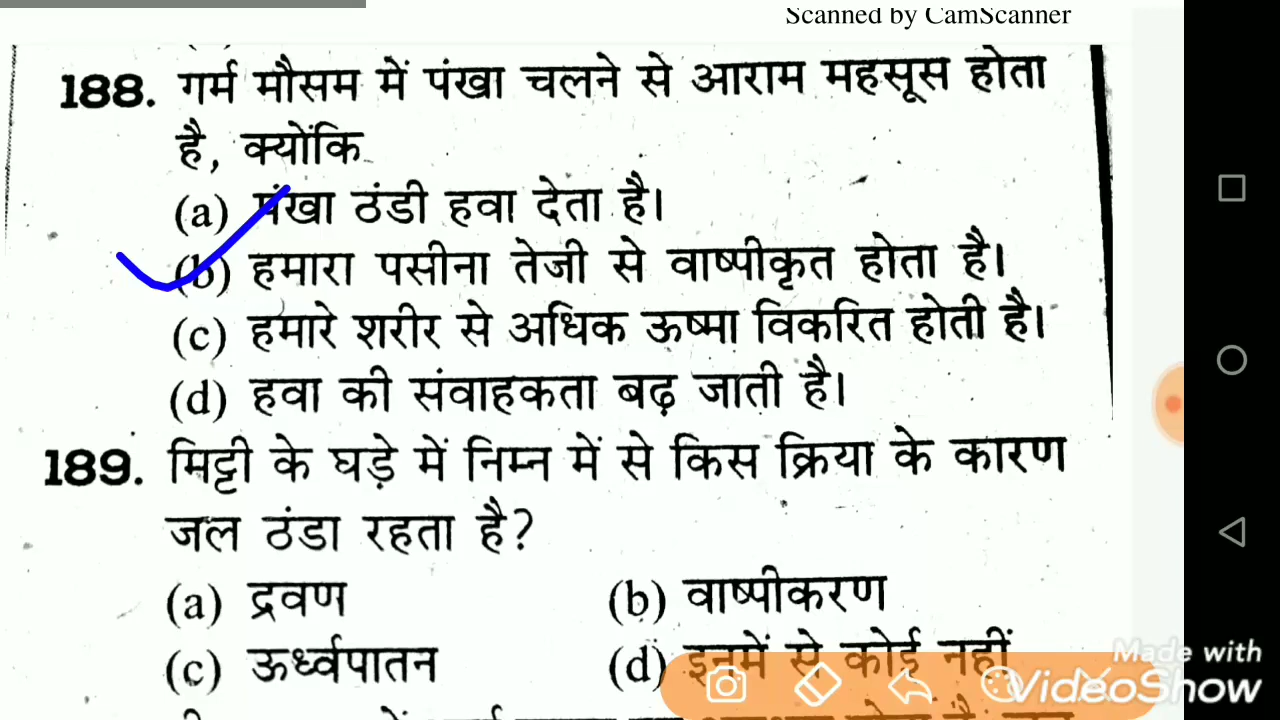 Scanned by CamScanner
188. गर्म मौसम में पंखा चलने से आराम महसूस होता
है, क्योंकि
(a) पंखा ठंडी हवा देता है।
(b) हमारा पसीना तेजी से वाष्पीकृत होता है।
(c) हमारे शरीर से अधिक ऊष्मा विकरित होती है।
(d) हवा की संवाहकता बढ़ जाती है।
189. मिट्टी के घड़े में निम्न में से किस क्रिया के कारण
जल ठंडा रहता है?
(a) द्रवण (b) वाष्पीकरण
(c) ऊर्ध्वपातन (d) इनमें से कोई नहीं
Made with
VideoShow